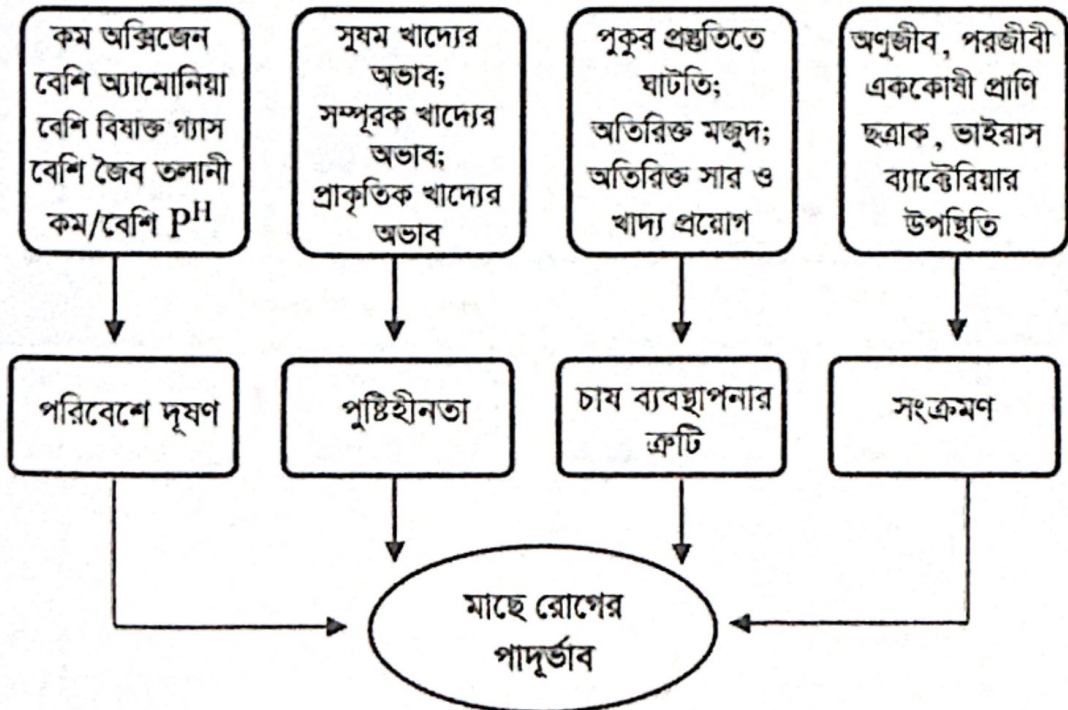 কম অক্সিজেন
বেশি অ্যামোনিয়া
বেশি বিষাক্ত গ্যাস
বেশি জৈব তলানী
কম/বেশি P^H
সুষম খাদ্যের
অভাব;
সম্পূরক খাদ্যের
অভাব;
প্রাকৃতিক খাদ্যের
অভাব
পুকুর প্রস্তুতিতে
ঘাটতি;
অতিরিক্ত মজুদ;
অতিরিক্ত সার ও
খাদ্য প্রয়োগ
অণুজীব, পরজীবী
এককোষী প্রাণি
ছত্রাক, ভাইরাস
ব্যাক্টেরিয়ার
উপস্থিতি
পরিবেশে দূষণ
পুষ্টিহীনতা
চাষ ব্যবস্থাপনার
ত্রুটি
সংক্রমণ
মাছে রোগের
পাদূর্ভাব